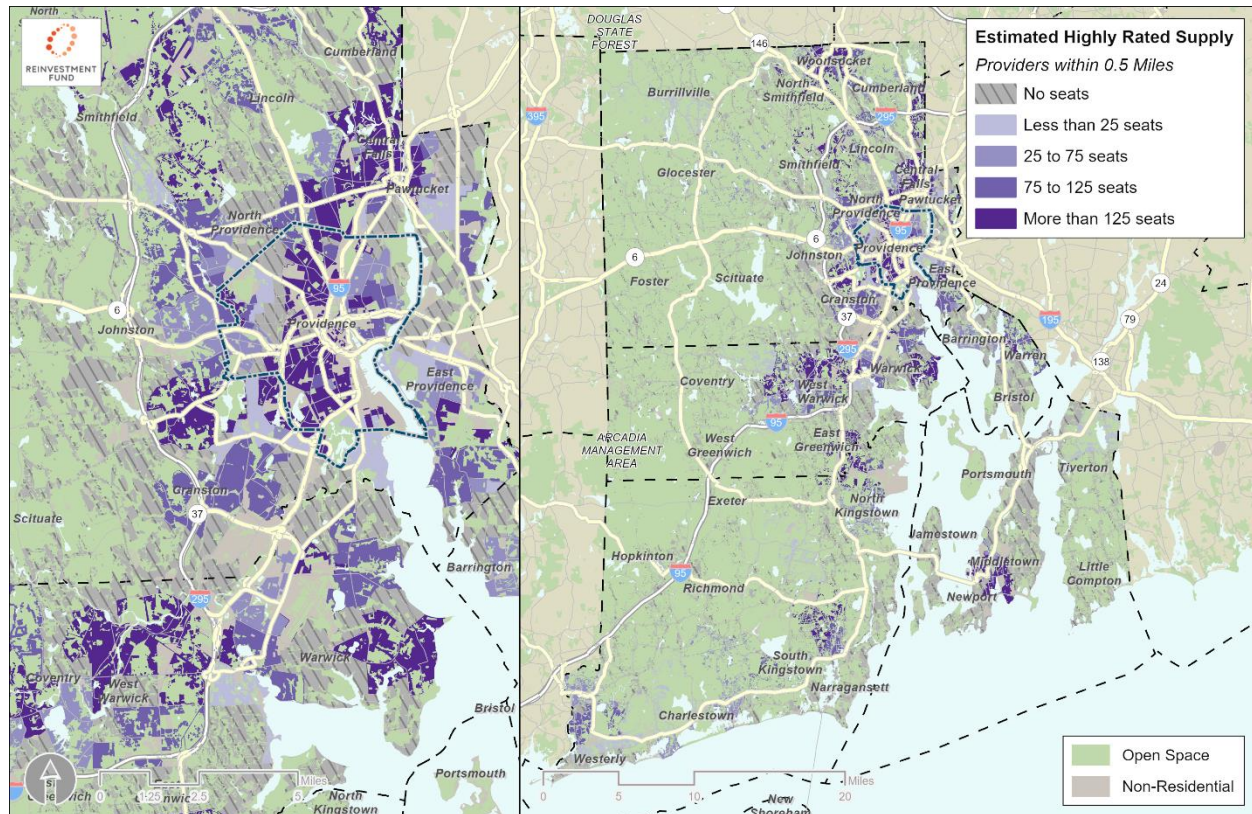 REINVESTMENT
FUND
North
Cumberland
Lincoln
Smithfield
Central
Falls
Pawtucket
North
Providence
95
6
Johnston
Providence
East
Providence
Cranston
37
Scituate
Barrington
295
Warwick
Coventry
West
Warwick
Bristol
Portsmouth
North
Kingstown
0
1.25
2.5
5
Miles
DOUGLAS
STATE
FOREST
146
Woonsocket
Burrillville
North
Smithfield
Cumberland
395
295
Smithfield
Lincoln
Glocester
Central
Falls
North
Providence
Pawtucket
95
6
Providence
6
Johnston
Foster
Scituate
East
Providence
Cranston
37
24
79
195
295
Barrington
Warren
138
Coventry
West
Warwick
Warwick
Bristol
95
ARCADIA
MANAGEMENT
AREA
West
Greenwich
East
Greenwich
Portsmouth
Tiverton
Exeter
North
Kingstown
Jamestown
Hopkinton
95
Richmond
Middletown
Newport
Little
Compton
South
Kingstown
Narragansett
Charlestown
Westerly
0
5
10
20
Miles
New
Shoreham
Estimated Highly Rated Supply
Providers within 0.5 Miles
No seats
Less than 25 seats
25 to 75 seats
75 to 125 seats
More than 125 seats
Open Space
Non-Residential